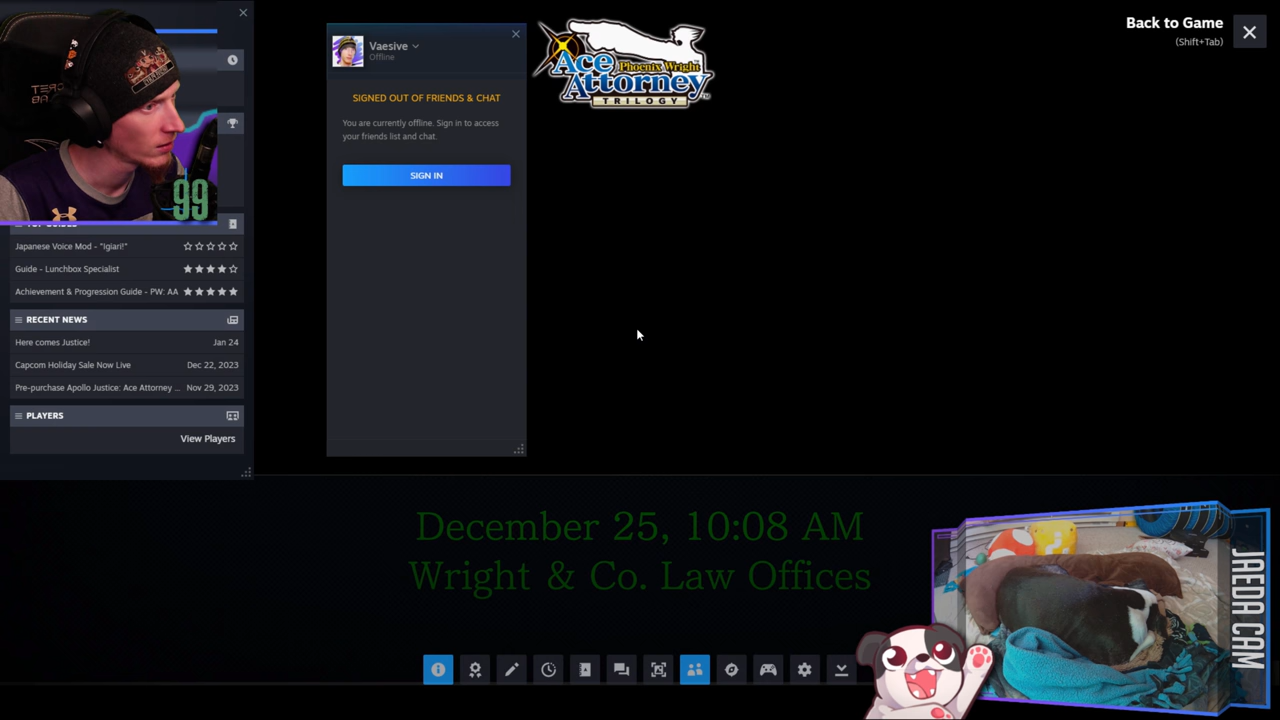 Back to Game
(Shift+Tab)
Vaesive
Offline
SIGNED OUT OF FRIENDS & CHAT
You are currently offline. Sign in to access
your friends list and chat.
SIGN IN
Ace
Phoenix Wright
Attorney
TRILOGY
99
Japanese Voice Mod - "Igiari!"
Guide - Lunchbox Specialist
Achievement & Progression Guide - PW: AA
RECENT NEWS
Here comes Justice! Jan 24
Capcom Holiday Sale Now Live Dec 22, 2023
Pre-purchase Apollo Justice: Ace Attorney ... Nov 29, 2023
PLAYERS
View Players
December 25, 10:08 AM
Wright & Co. Law Offices
JAEDA CAM